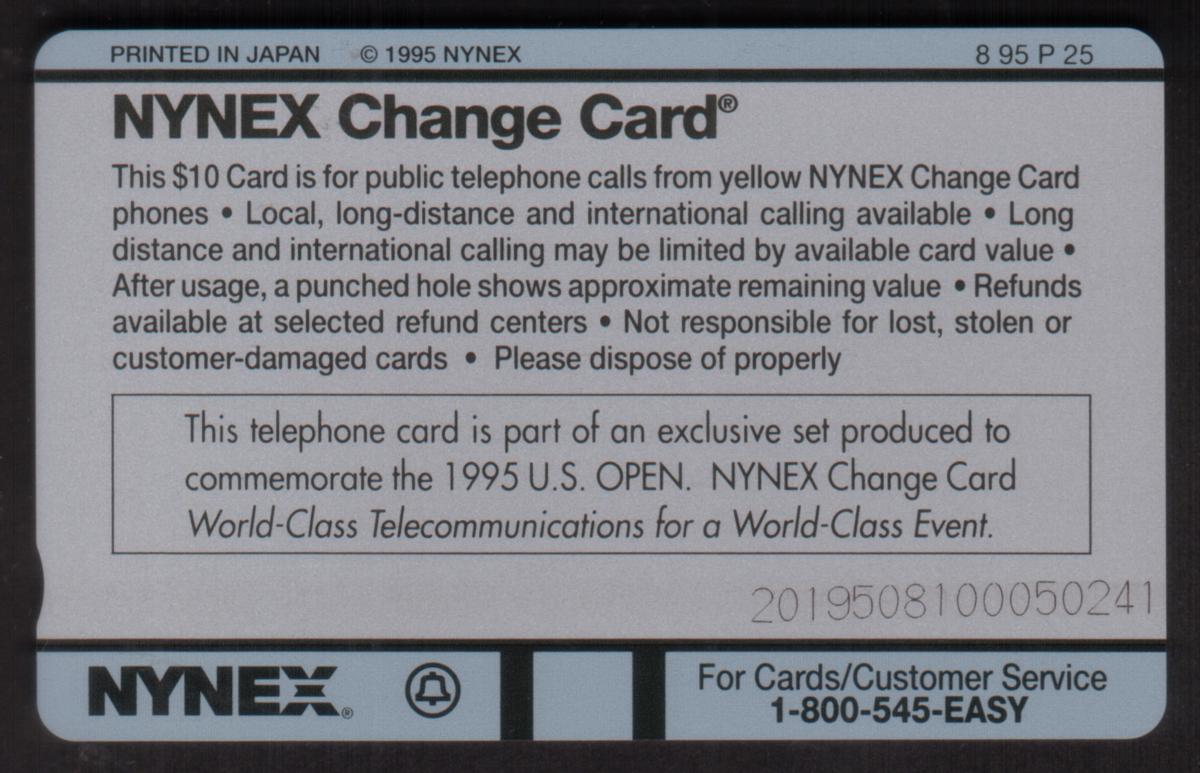 PRINTED IN JAPAN © 1995 NYNEX 8 95 P 25
NYNEX Change Card®
This $10 Card is for public telephone calls from yellow NYNEX Change Card
phones • Local, long-distance and international calling available • Long
distance and international calling may be limited by available card value •
After usage, a punched hole shows approximate remaining value • Refunds
available at selected refund centers • Not responsible for lost, stolen or
customer-damaged cards • Please dispose of properly
This telephone card is part of an exclusive set produced to
commemorate the 1995 U.S. OPEN. NYNEX Change Card
World-Class Telecommunications for a World-Class Event.
2019508100050241
NYNEX®
For Cards/Customer Service
1-800-545-EASY